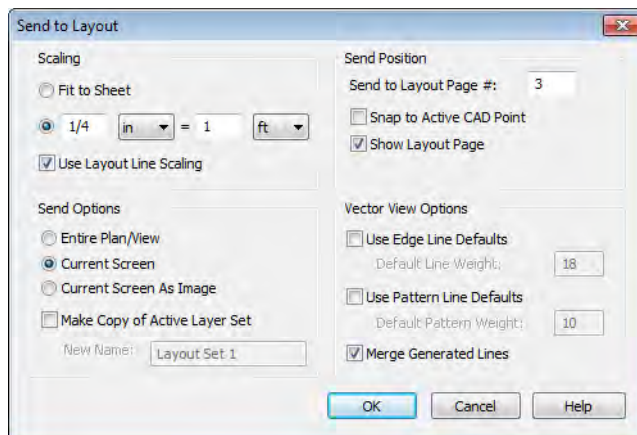 Send to Layout
Scaling
Fit to Sheet
1/4 in = 1 ft
Use Layout Line Scaling
Send Position
Send to Layout Page #: 3
Snap to Active CAD Point
Show Layout Page
Send Options
Entire Plan/View
Current Screen
Current Screen As Image
Make Copy of Active Layer Set
New Name: Layout Set 1
Vector View Options
Use Edge Line Defaults
Default Line Weight: 18
Use Pattern Line Defaults
Default Pattern Weight: 10
Merge Generated Lines
OK Cancel Help